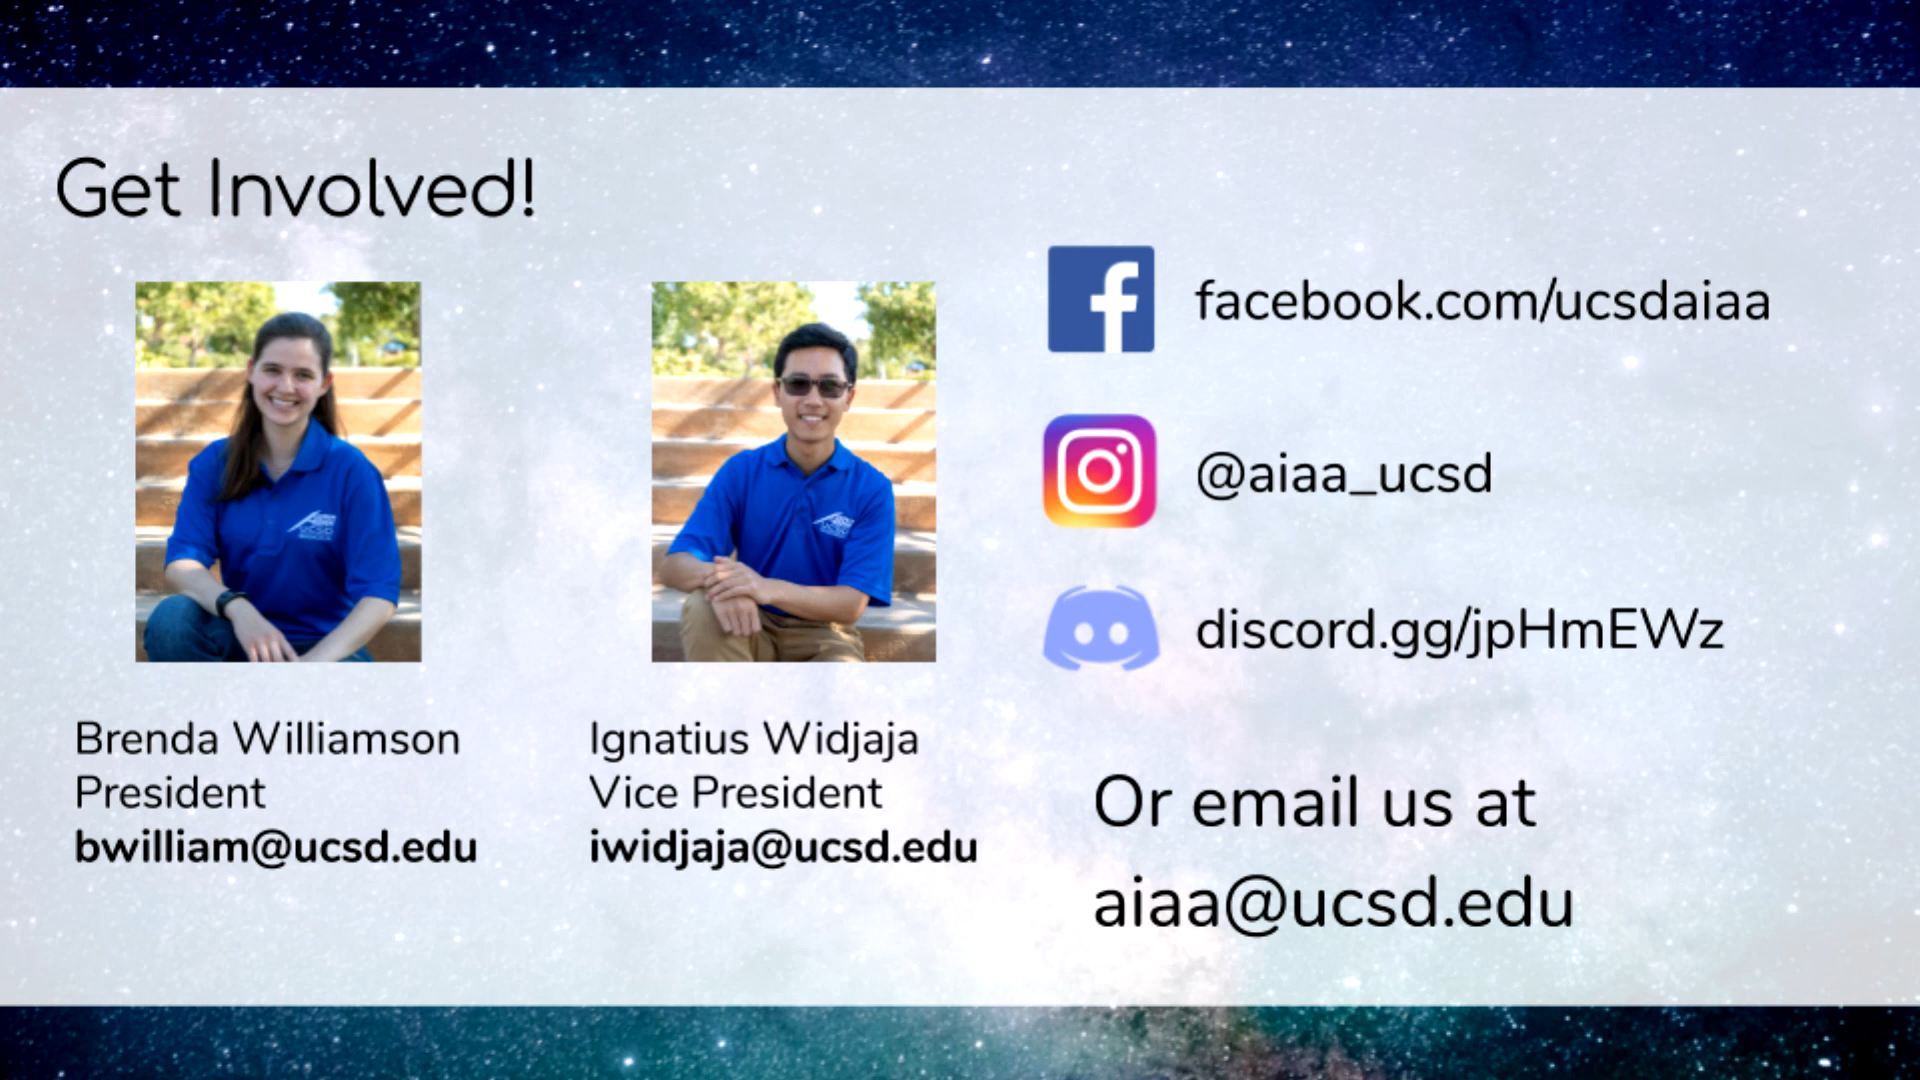 Get Involved!
Brenda Williamson
President
bwilliam@ucsd.edu
Ignatius Widjaja
Vice President
iwidjaja@ucsd.edu
facebook.com/ucsdaiaa
@aiaa_ucsd
discord.gg/jpHmEWz
Or email us at
aiaa@ucsd.edu
UCSD